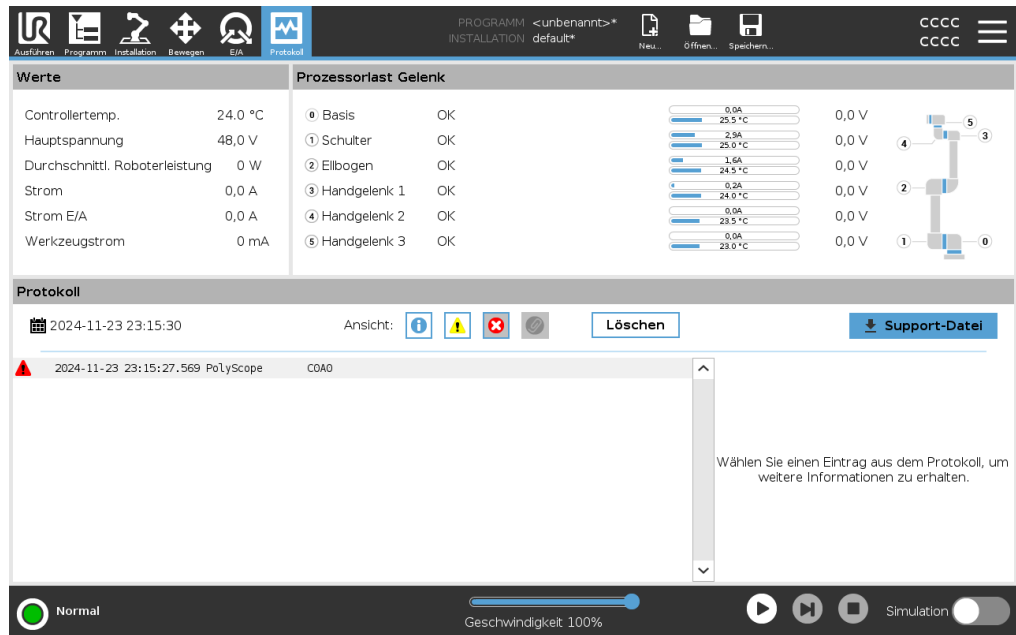 PROGRAMM <unbenannt>*
INSTALLATION default*
CCCC
CCCC
Ausführen Programm Installation Bewegen E/A Protokoll Neu... Öffnen... Speichern...
Werte
Controllertemp. 24.0 °C
Hauptspannung 48,0 V
Durchschnittl. Roboterleistung 0 W
Strom 0,0 A
Strom E/A 0,0 A
Werkzeugstrom 0 mA
Prozessorlast Gelenk
0 Basis OK 0,0A 25.5 °C 0,0 V
1 Schulter OK 2,9A 25.0 °C 0,0 V
2 Ellbogen OK 1,6A 24.5 °C 0,0 V
3 Handgelenk 1 OK 0,2A 24.0 °C 0,0 V
4 Handgelenk 2 OK 0,0A 23.5 °C 0,0 V
5 Handgelenk 3 OK 0,0A 23.0 °C 0,0 V
5
4 3
2
1 0
Protokoll
2024-11-23 23:15:30 Ansicht: Löschen Support-Datei
2024-11-23 23:15:27.569 PolyScope C0A0
Wählen Sie einen Eintrag aus dem Protokoll, um
weitere Informationen zu erhalten.
Normal
Geschwindigkeit 100%
Simulation